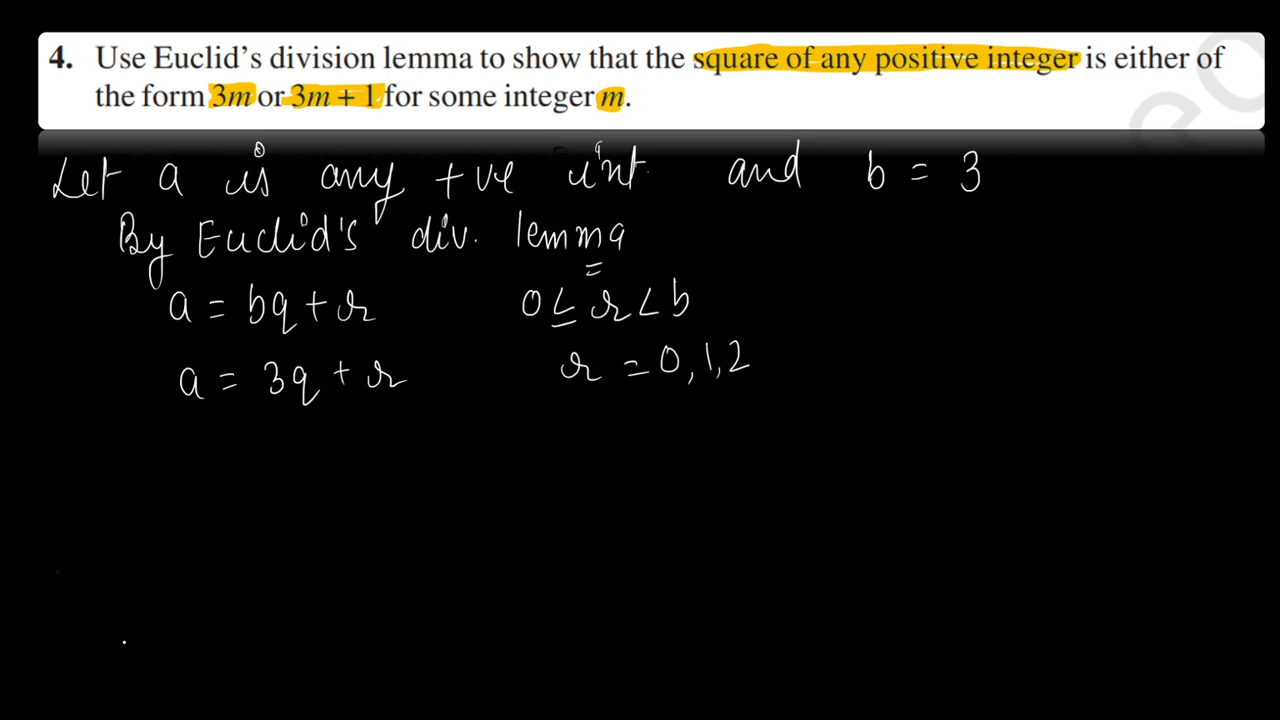 4. Use Euclid's division lemma to show that the square of any positive integer is either of
the form 3m or 3m + 1 for some integer m.
Let a is any +ve int. and b = 3
By Euclid's div. lemma
a = bq + r 0 ≤ r < b
a = 3q + r r = 0, 1, 2